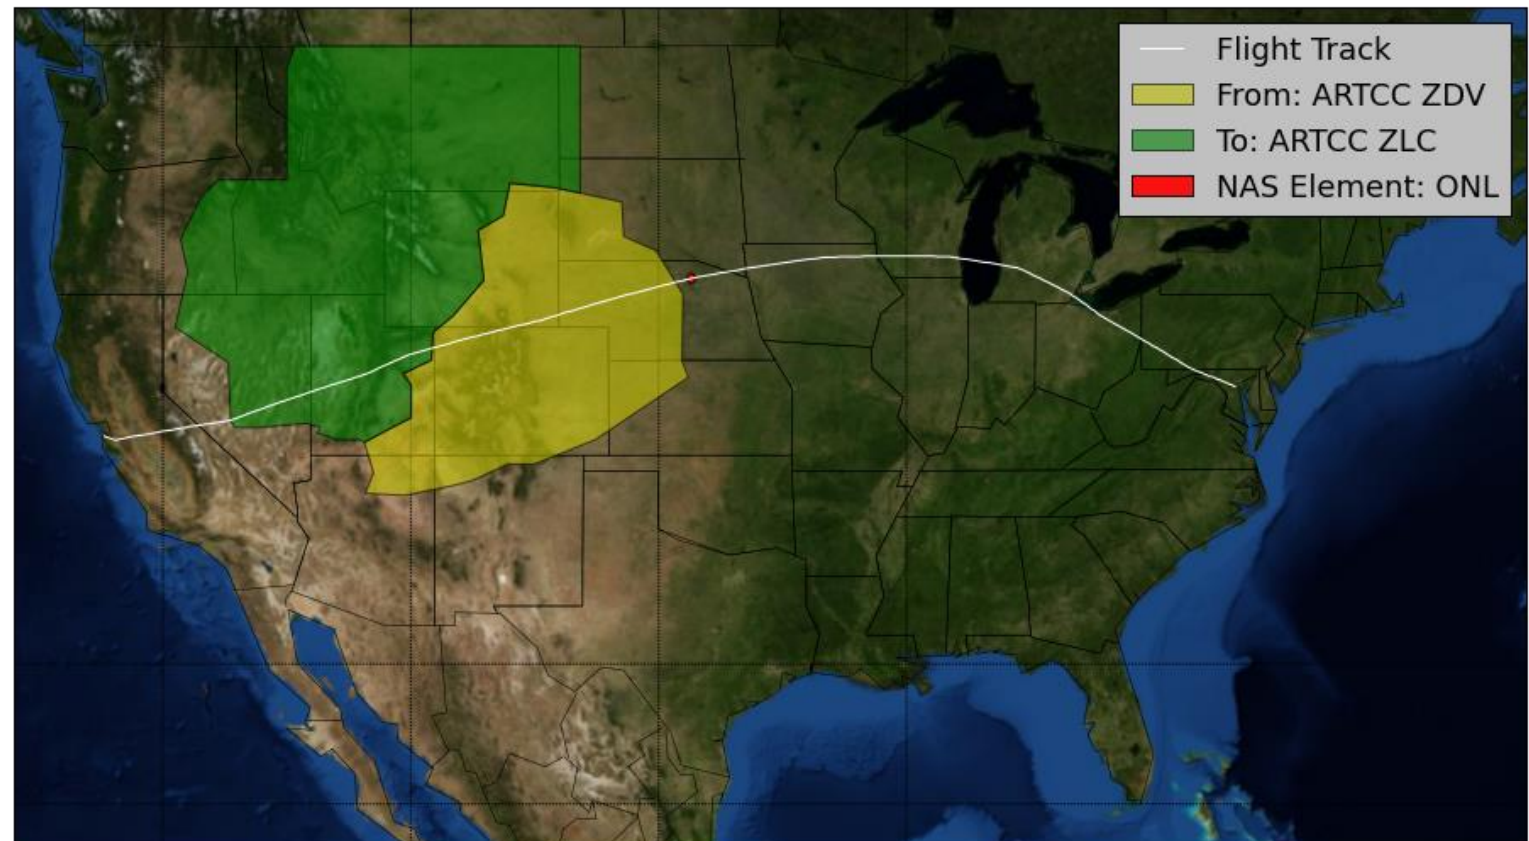 Flight Track
From: ARTCC ZDV
To: ARTCC ZLC
NAS Element: ONL